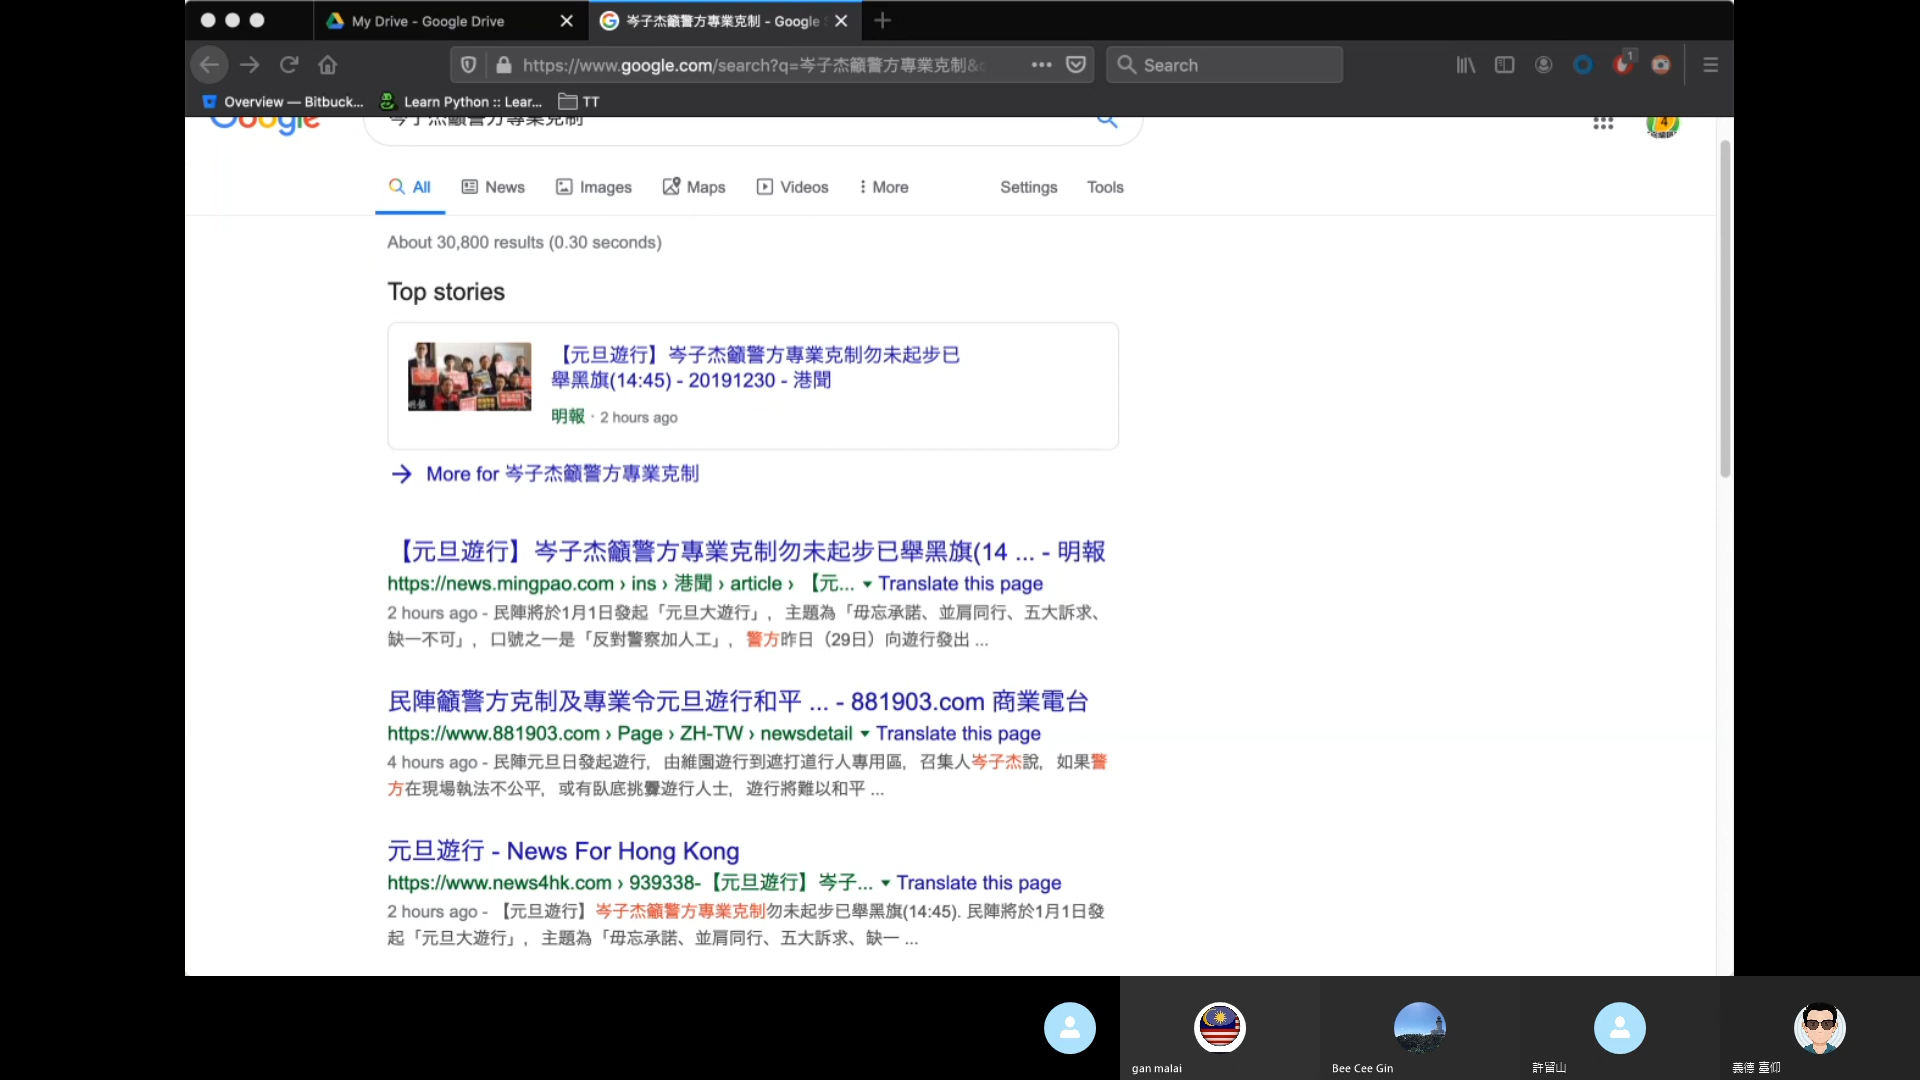 My Drive - Google Drive
岑子杰籲警方專業克制 - Google
https://www.google.com/search?q=岑子杰籲警方專業克制&
Search
1
Overview — Bitbuck...
Learn Python :: Lear...
TT
Google
岑子杰籲警方專業克制
All
News
Images
Maps
Videos
More
Settings
Tools
About 30,800 results (0.30 seconds)
Top stories
【元旦遊行】岑子杰籲警方專業克制勿未起步已
舉黑旗(14:45) - 20191230 - 港聞
明報 · 2 hours ago
More for 岑子杰籲警方專業克制
【元旦遊行】岑子杰籲警方專業克制勿未起步已舉黑旗(14 ... - 明報
https://news.mingpao.com › ins › 港聞 › article › 【元... ▾ Translate this page
2 hours ago - 民陣將於1月1日發起「元旦大遊行」，主題為「毋忘承諾、並肩同行、五大訴求、
缺一不可」，口號之一是「反對警察加人工」，警方昨日（29日）向遊行發出 ...
民陣籲警方克制及專業令元旦遊行和平 ... - 881903.com 商業電台
https://www.881903.com › Page › ZH-TW › newsdetail ▾ Translate this page
4 hours ago - 民陣元旦日發起遊行，由維園遊行到遮打道行人專用區，召集人岑子杰說，如果警
方在現場執法不公平，或有臥底挑釁遊行人士，遊行將難以和平 ...
元旦遊行 - News For Hong Kong
https://www.news4hk.com › 939338-【元旦遊行】岑子... ▾ Translate this page
2 hours ago - 【元旦遊行】岑子杰籲警方專業克制勿未起步已舉黑旗(14:45). 民陣將於1月1日發
起「元旦大遊行」，主題為「毋忘承諾、並肩同行、五大訴求、缺一 ...
gan malai
Bee Cee Gin
許留山
義德 臺仰